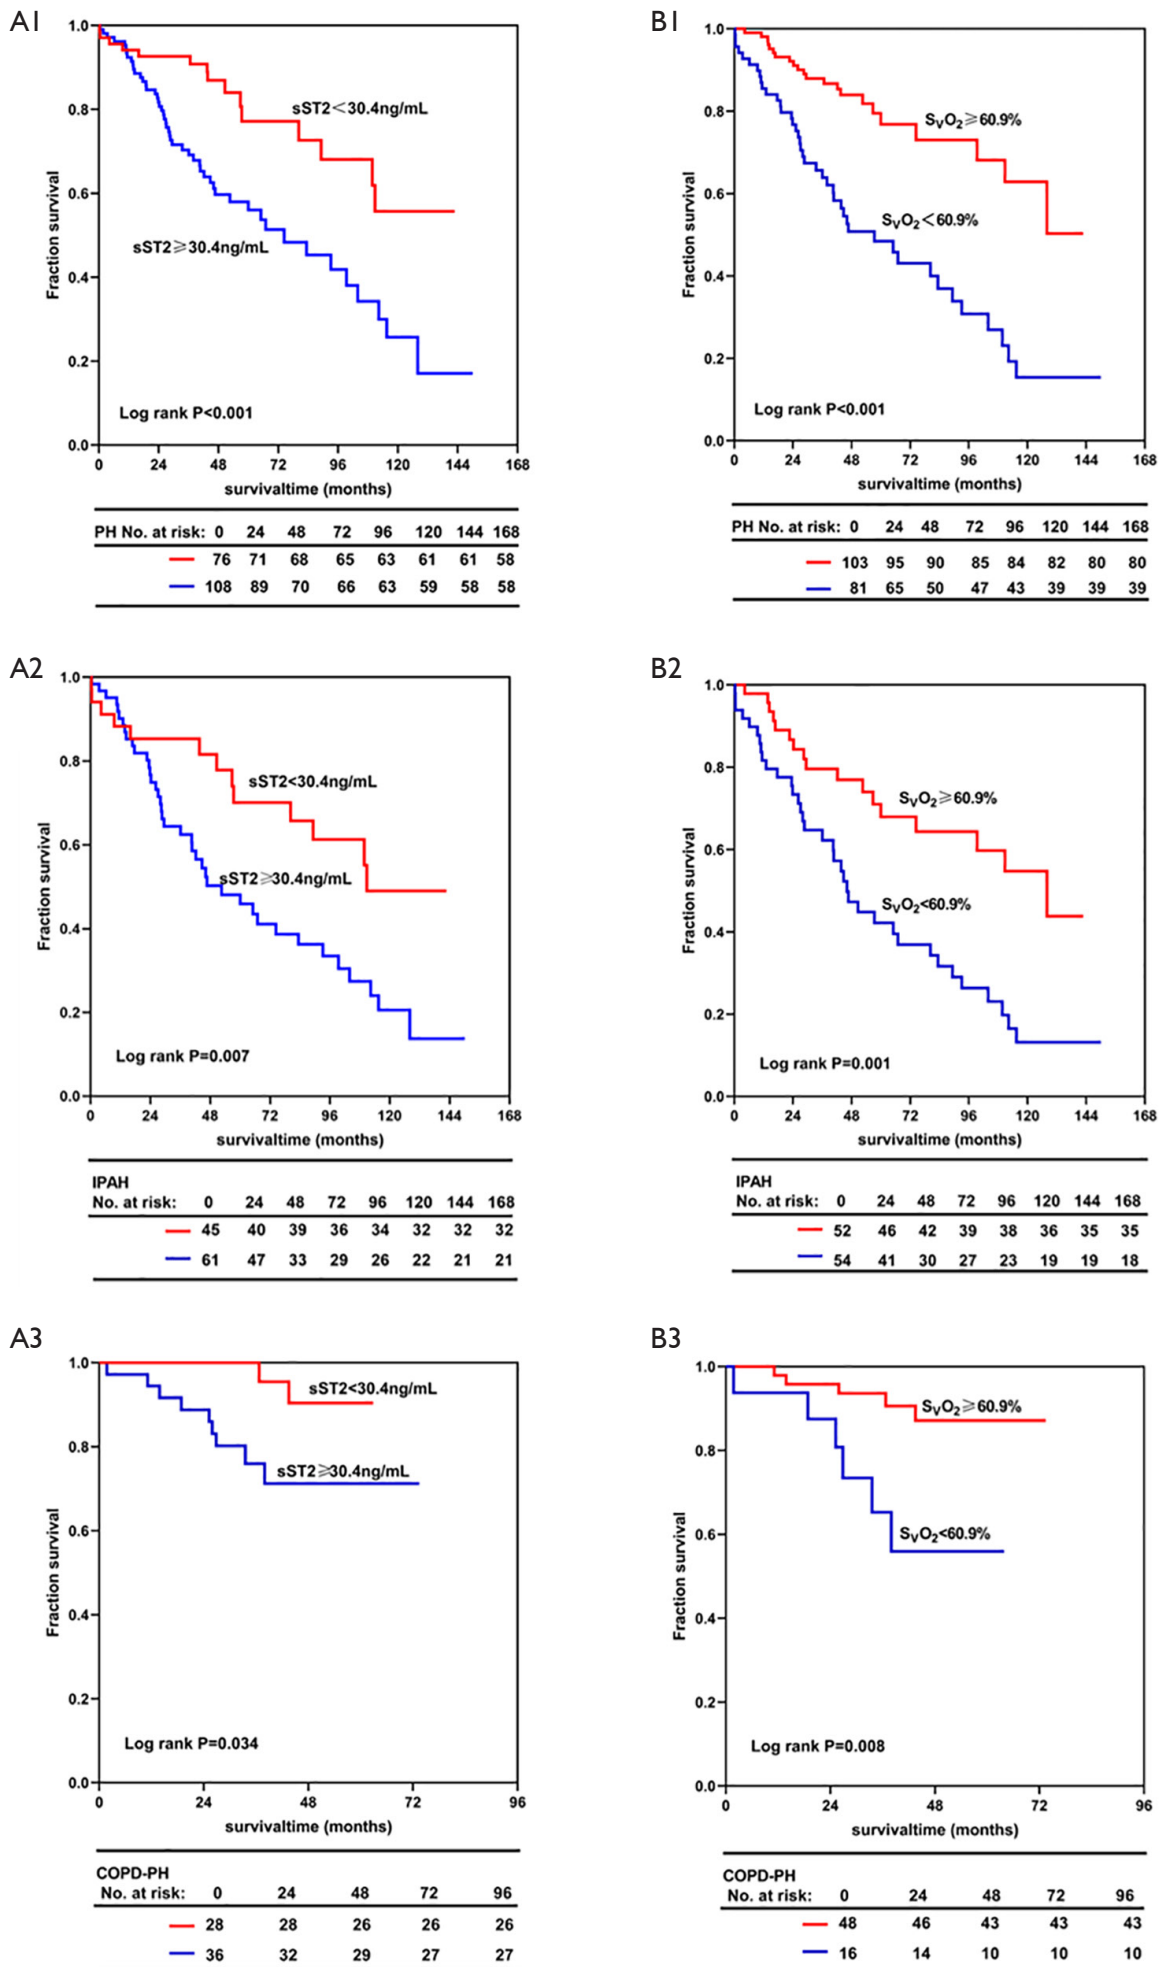 A1
1.0
0.8
0.6
0.4
0.2
0.0
Fraction survival
sST2<30.4ng/mL
sST2≥30.4ng/mL
Log rank P<0.001
0 24 48 72 96 120 144 168
survivaltime (months)
PH No. at risk: 0 24 48 72 96 120 144 168
76 71 68 65 63 61 61 58
108 89 70 66 63 59 58 58
B1
1.0
0.8
0.6
0.4
0.2
0.0
Fraction survival
SVO2≥60.9%
SVO2<60.9%
Log rank P<0.001
0 24 48 72 96 120 144 168
survivaltime (months)
PH No. at risk: 0 24 48 72 96 120 144 168
103 95 90 85 84 82 80 80
81 65 50 47 43 39 39 39
A2
1.0
0.8
0.6
0.4
0.2
0.0
Fraction survival
sST2<30.4ng/mL
sST2≥30.4ng/mL
Log rank P=0.007
0 24 48 72 96 120 144 168
survivaltime (months)
IPAH
No. at risk: 0 24 48 72 96 120 144 168
45 40 39 36 34 32 32 32
61 47 33 29 26 22 21 21
B2
1.0
0.8
0.6
0.4
0.2
0.0
Fraction survival
SVO2≥60.9%
SVO2<60.9%
Log rank P=0.001
0 24 48 72 96 120 144 168
survivaltime (months)
IPAH
No. at risk: 0 24 48 72 96 120 144 168
52 46 42 39 38 36 35 35
54 41 30 27 23 19 19 18
A3
1.0
0.8
0.6
0.4
0.2
0.0
Fraction survival
sST2<30.4ng/mL
sST2≥30.4ng/mL
Log rank P=0.034
0 24 48 72 96
survivaltime (months)
COPD-PH
No. at risk: 0 24 48 72 96
28 28 26 26 26
36 32 29 27 27
B3
1.0
0.8
0.6
0.4
0.2
0.0
Fraction survival
SVO2≥60.9%
SVO2<60.9%
Log rank P=0.008
0 24 48 72 96
survivaltime (months)
COPD-PH
No. at risk: 0 24 48 72 96
48 46 43 43 43
16 14 10 10 10